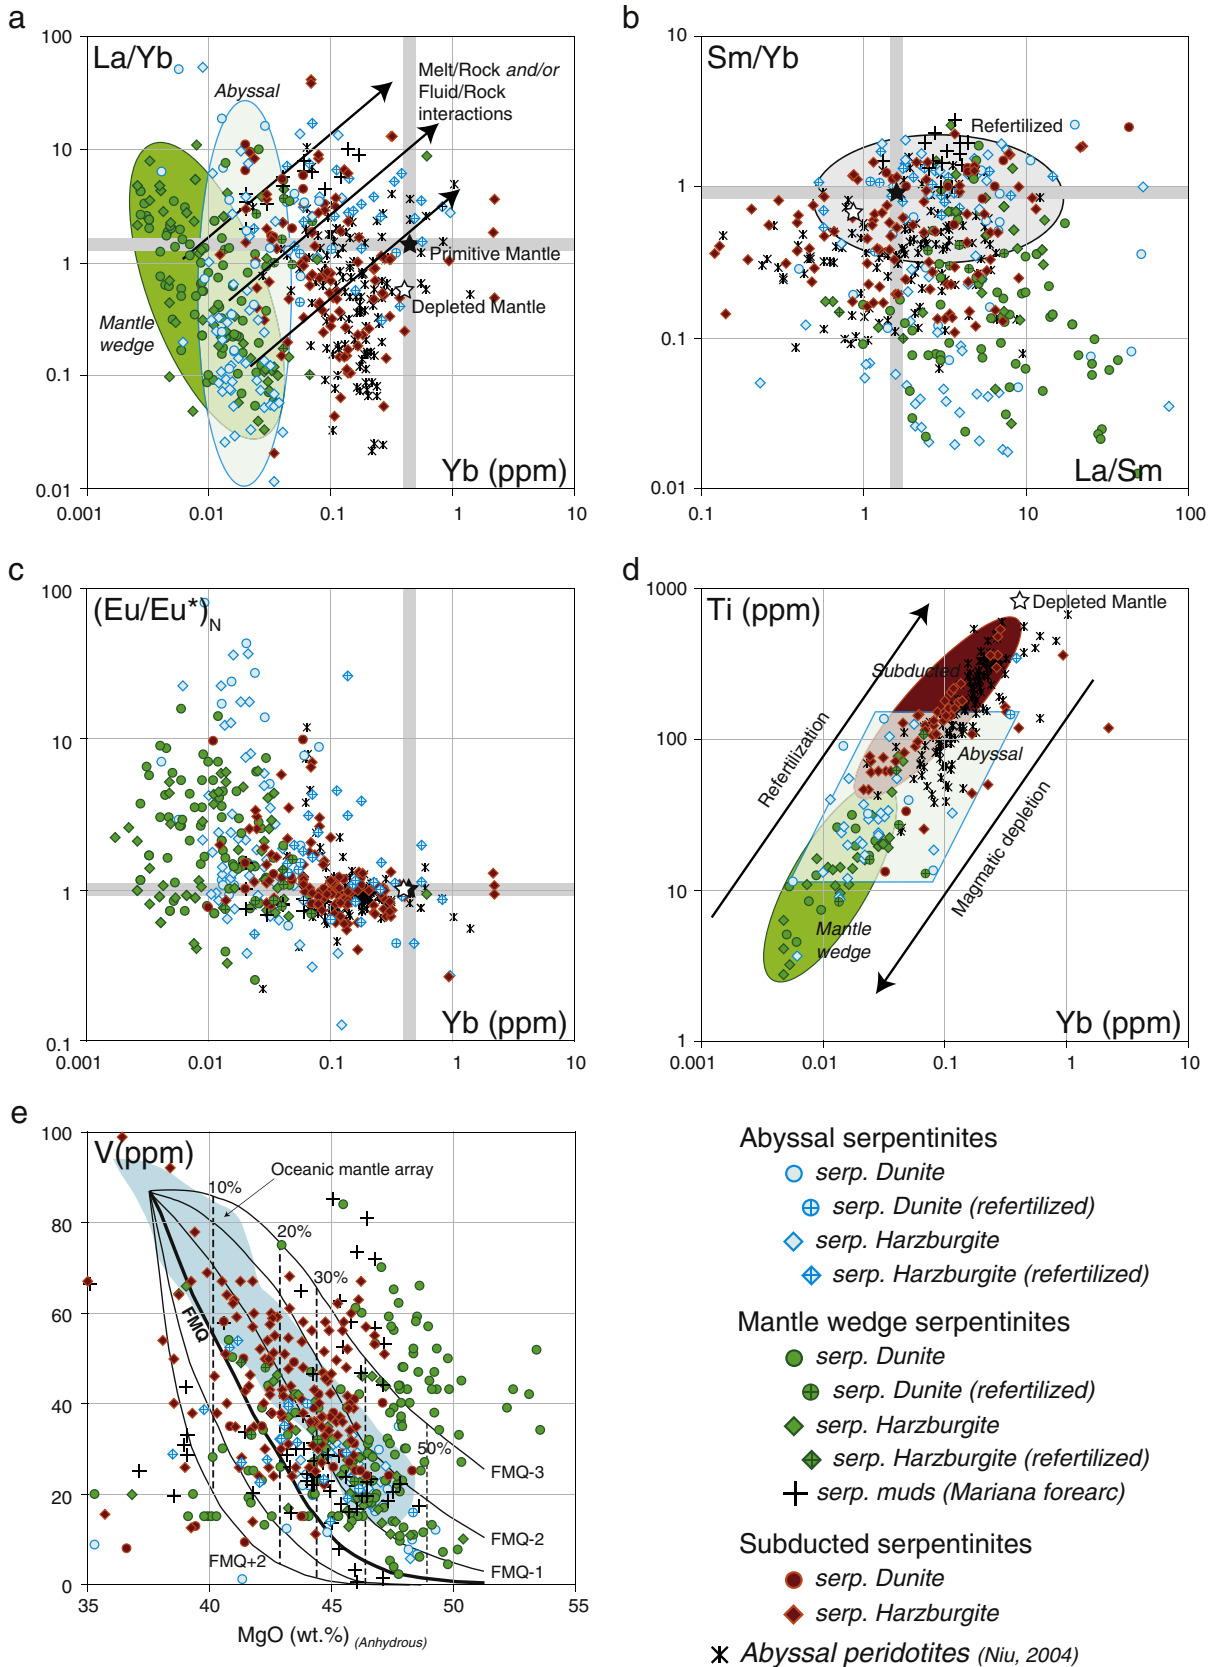 a
La/Yb
100
10
1
0.1
0.01
0.001
0.01
0.1
1
10
Yb (ppm)
Abyssal
Mantle
wedge
Melt/Rock and/or
Fluid/Rock
interactions
Primitive Mantle
Depleted Mantle
b
Sm/Yb
10
1
0.1
0.01
0.1
1
10
100
La/Sm
Refertilized
c
(Eu/Eu*)N
100
10
1
0.1
0.001
0.01
0.1
1
10
Yb (ppm)
d
Ti (ppm)
1000
100
10
1
0.001
0.01
0.1
1
10
Yb (ppm)
Depleted Mantle
Subducted
Abyssal
Mantle
wedge
Refertilization
Magmatic depletion
e
V(ppm)
100
80
60
40
20
0
35
40
45
50
55
MgO (wt.%) (Anhydrous)
Oceanic mantle array
10%
20%
30%
50%
FMQ
FMQ-3
FMQ-2
FMQ-1
FMQ+2
Abyssal serpentinites
serp. Dunite
serp. Dunite (refertilized)
serp. Harzburgite
serp. Harzburgite (refertilized)
Mantle wedge serpentinites
serp. Dunite
serp. Dunite (refertilized)
serp. Harzburgite
serp. Harzburgite (refertilized)
serp. muds (Mariana forearc)
Subducted serpentinites
serp. Dunite
serp. Harzburgite
Abyssal peridotites (Niu, 2004)